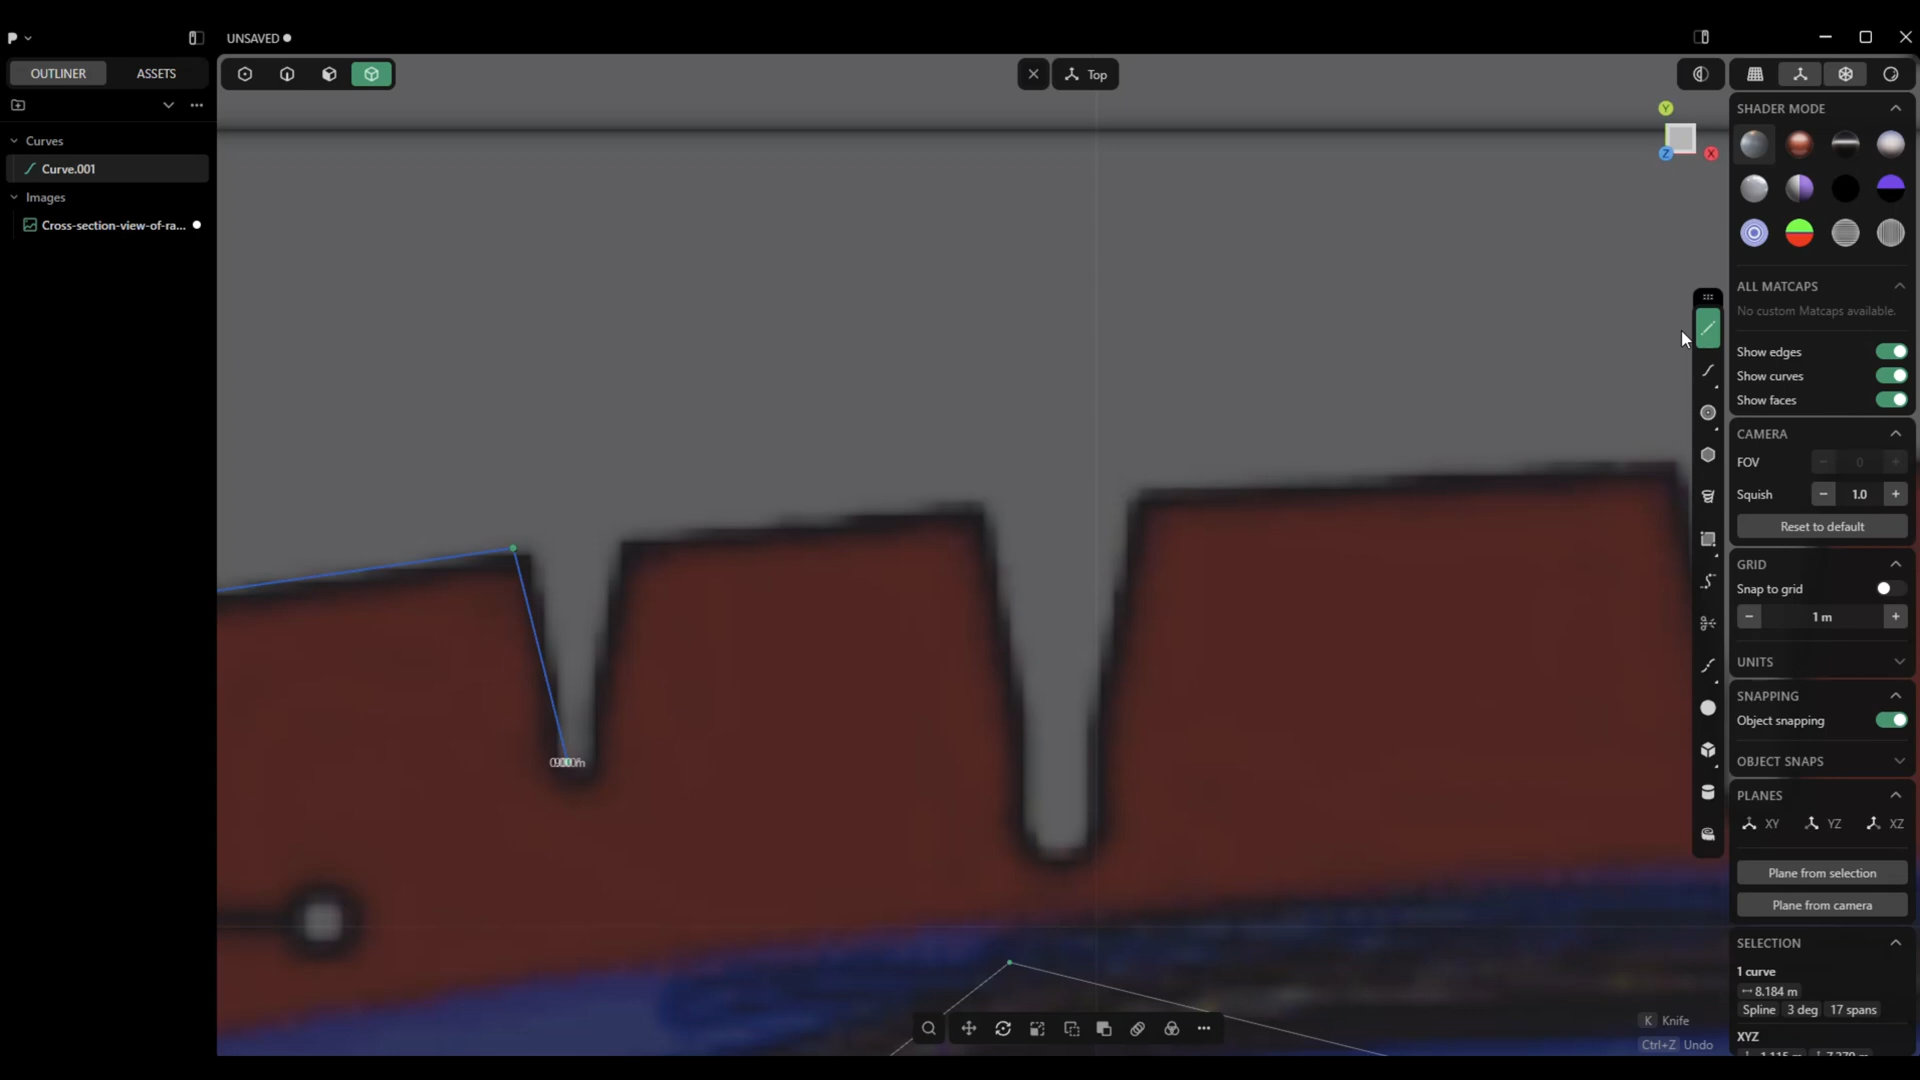 UNSAVED
OUTLINER
ASSETS
Top
Y
Z
X
Curves
Curve.001
Images
Cross-section-view-of-ra...
SHADER MODE
ALL MATCAPS
No custom Matcaps available.
Show edges
Show curves
Show faces
CAMERA
FOV
0
Squish
1.0
Reset to default
GRID
Snap to grid
1 m
UNITS
SNAPPING
Object snapping
OBJECT SNAPS
PLANES
XY
YZ
XZ
Plane from selection
Plane from camera
SELECTION
1 curve
8.184 m
Spline 3 deg 17 spans
XYZ
K Knife
Ctrl+Z Undo